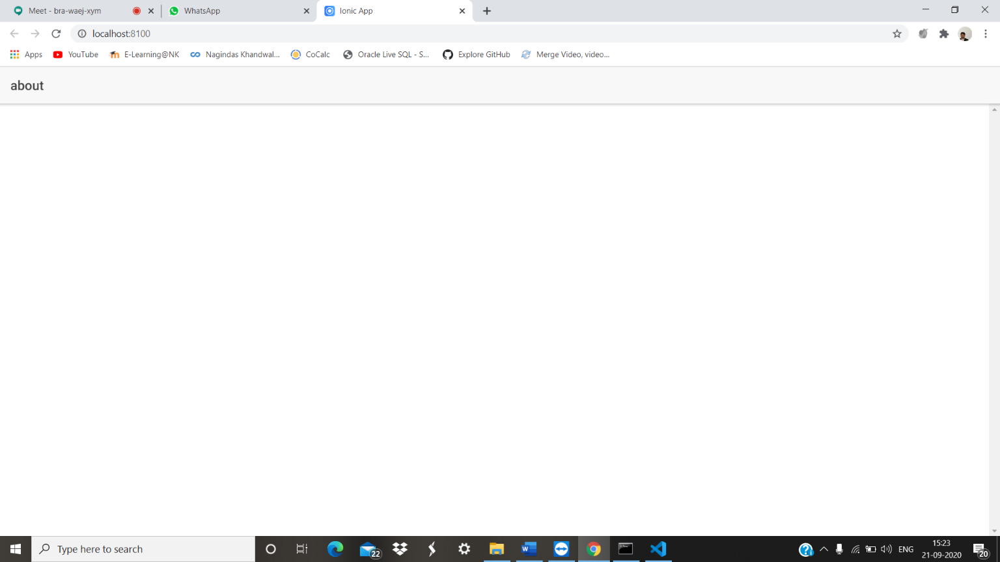 Meet - bra-waej-xym
WhatsApp
Ionic App
localhost:8100
Apps
YouTube
E-Learning@NK
Nagindas Khandwal...
CoCalc
Oracle Live SQL - S...
Explore GitHub
Merge Video, video...
about
Type here to search
22
W
ENG
15:23
21-09-2020
20